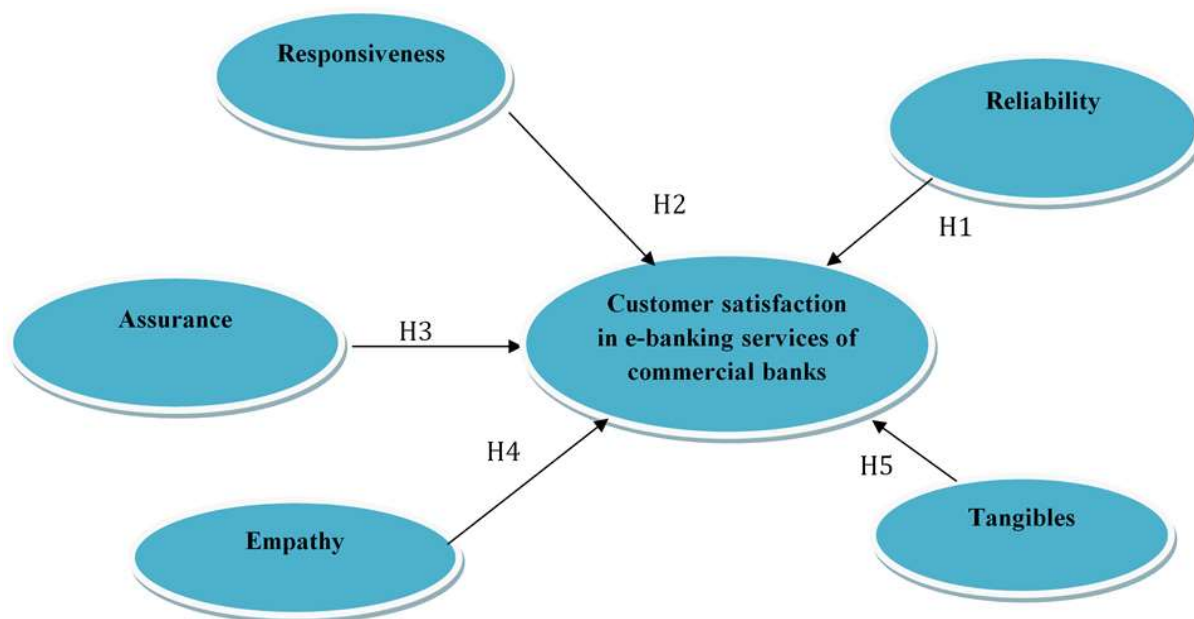 Responsiveness
Reliability
H2
H1
Assurance
H3
Customer satisfaction
in e-banking services of
commercial banks
H4
H5
Empathy
Tangibles